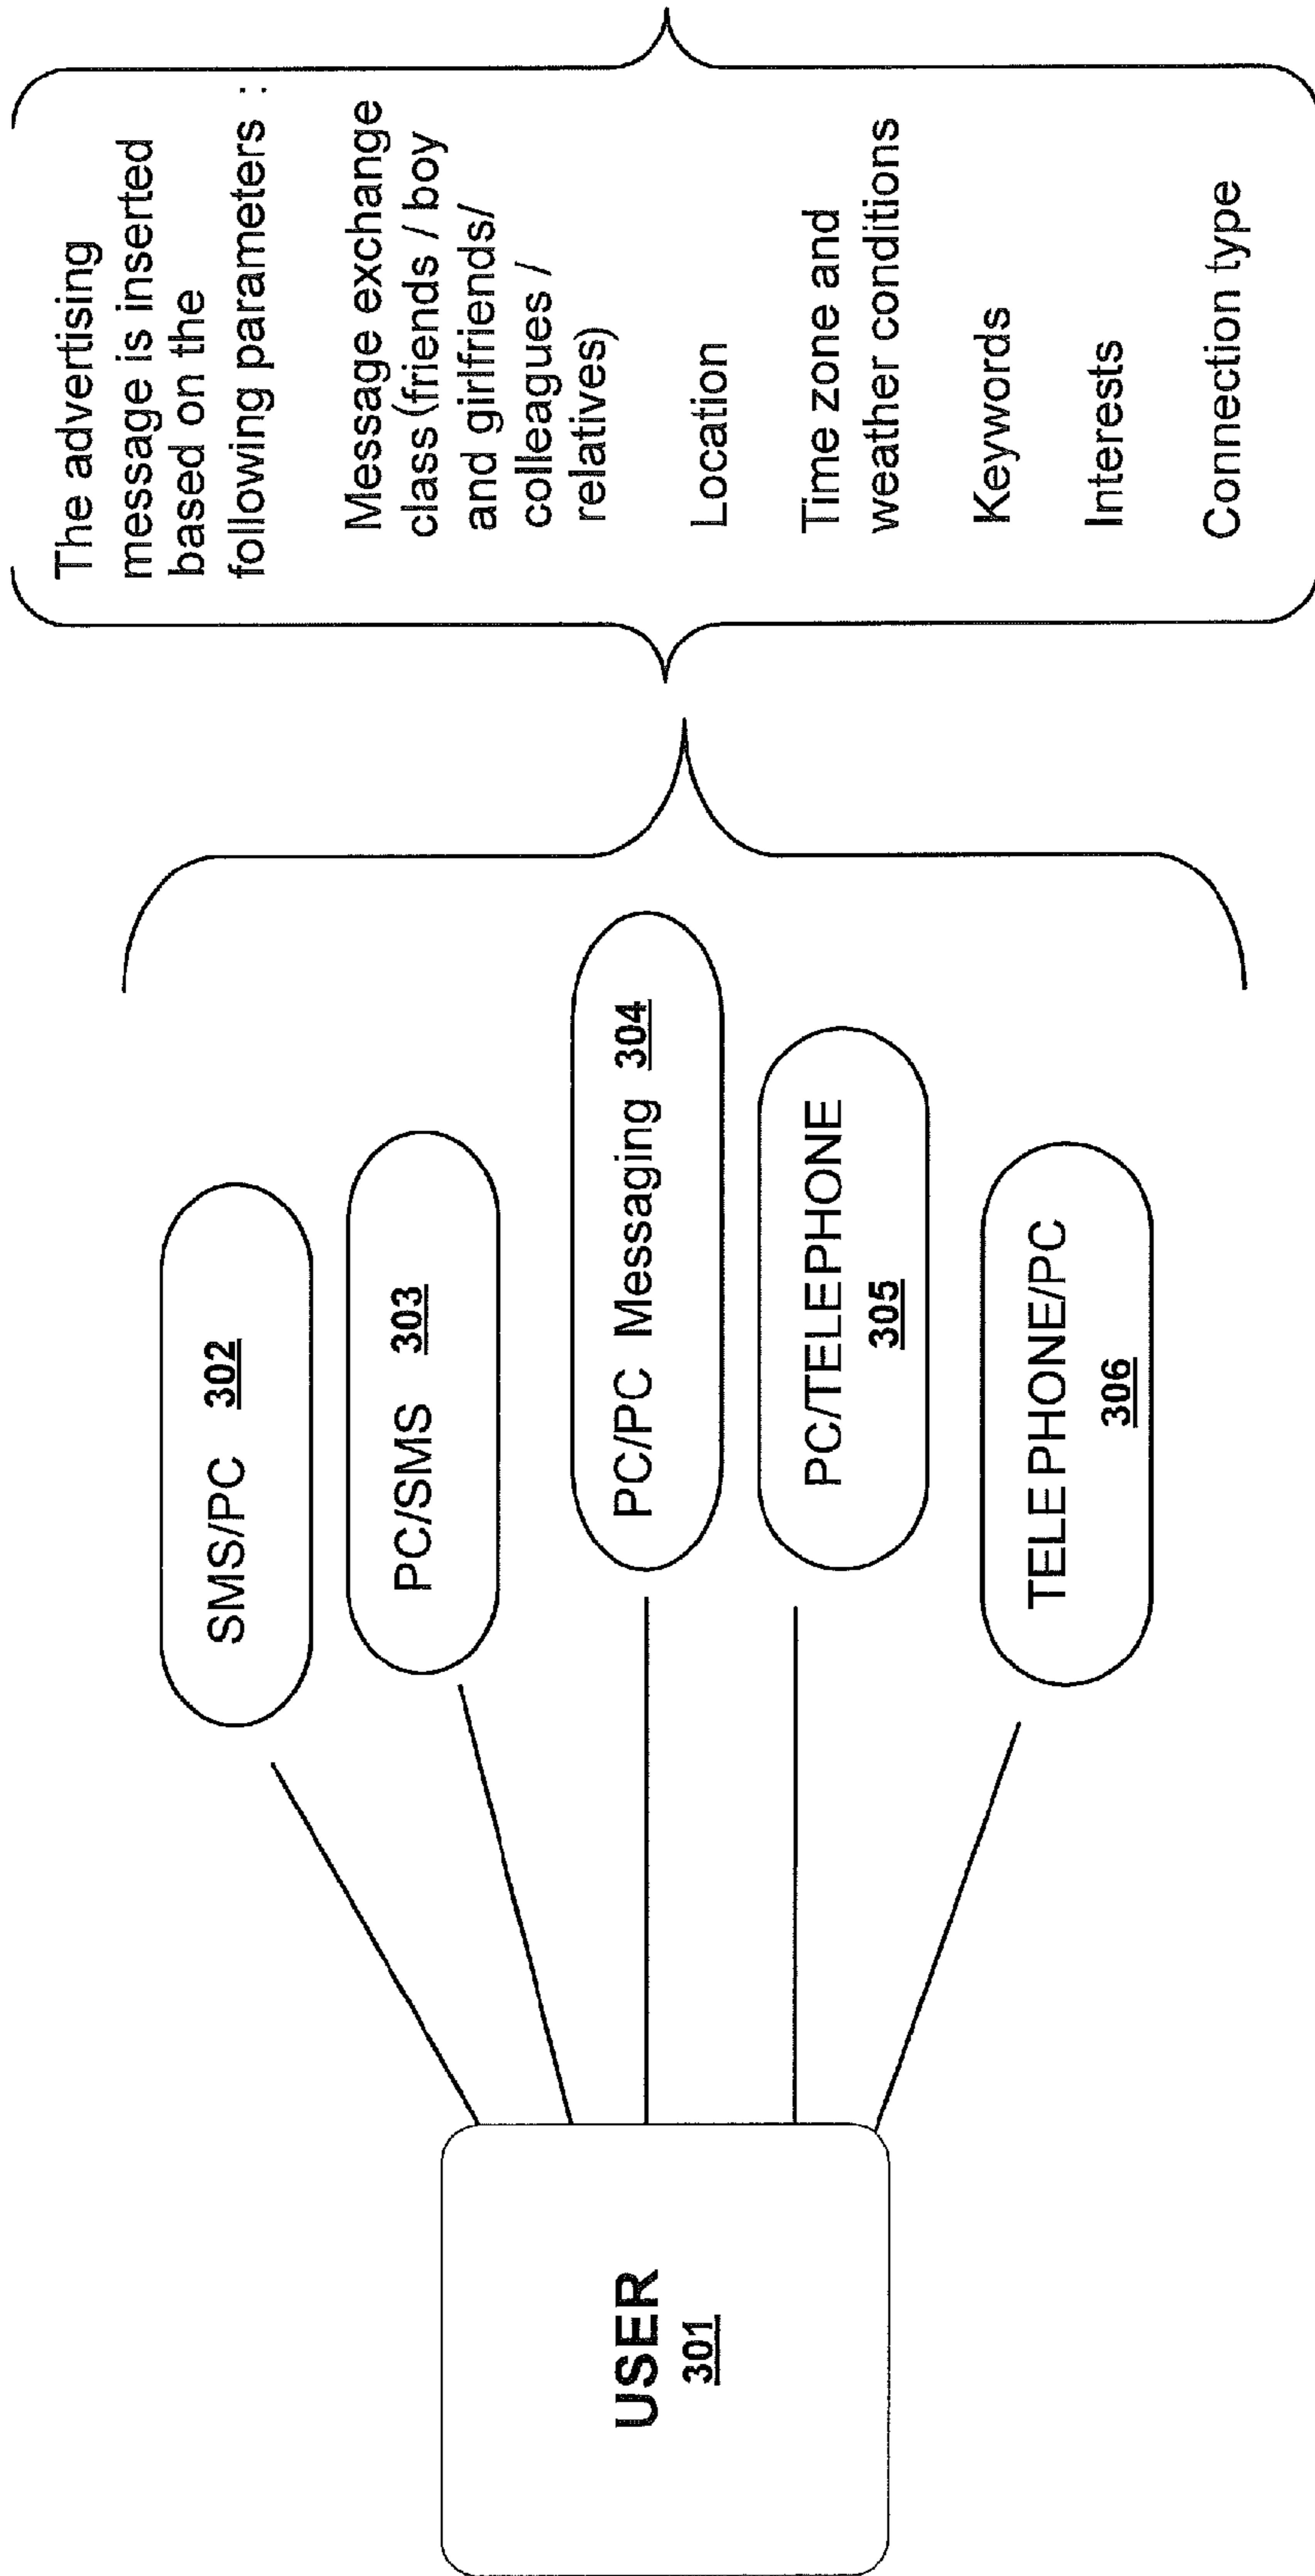 USER
301
SMS/PC 302
PC/SMS 303
PC/PC Messaging 304
PC/TELEPHONE
305
TELEPHONE/PC
306
The advertising
message is inserted
based on the
following parameters :
Message exchange
class (friends / boy
and girlfriends/
colleagues /
relatives)
Location
Time zone and
weather conditions
Keywords
Interests
Connection type